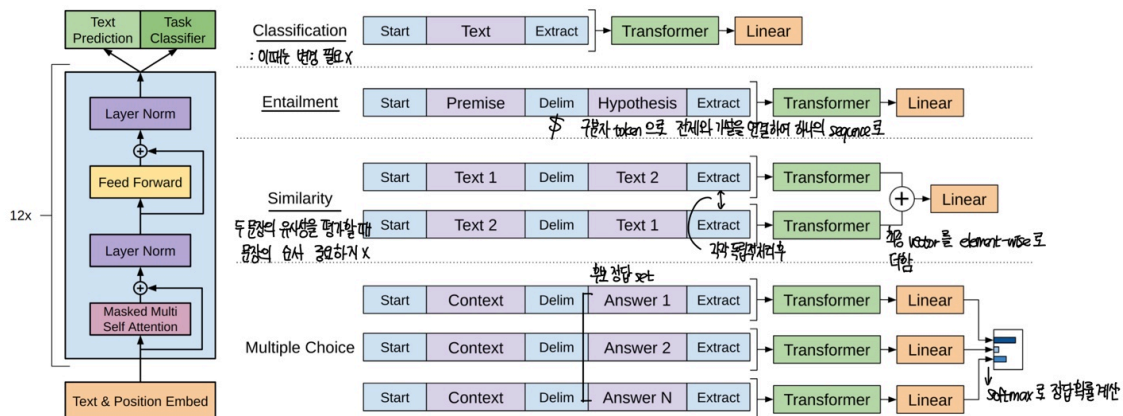 Text Prediction
Task Classifier
12x
Layer Norm
Feed Forward
Layer Norm
Masked Multi Self Attention
Text & Position Embed
Classification
Start Text Extract Transformer Linear
: 이때는 변경 필요 X
Entailment
Start Premise Delim Hypothesis Extract Transformer Linear
$ 구분자 token 으로 전제와 가설을 연결하여 하나의 sequence로
Similarity
Start Text 1 Delim Text 2 Extract Transformer
Start Text 2 Delim Text 1 Extract Transformer
+ Linear
두 문장의 유사성을 평가할 때
문장의 순서 중요하지 X
각각 독립적처리후
vector를 element-wise로
더함
후보 정답 set
Multiple Choice
Start Context Delim Answer 1 Extract Transformer Linear
Start Context Delim Answer 2 Extract Transformer Linear
Start Context Delim Answer N Extract Transformer Linear
softmax로 정답확률계산